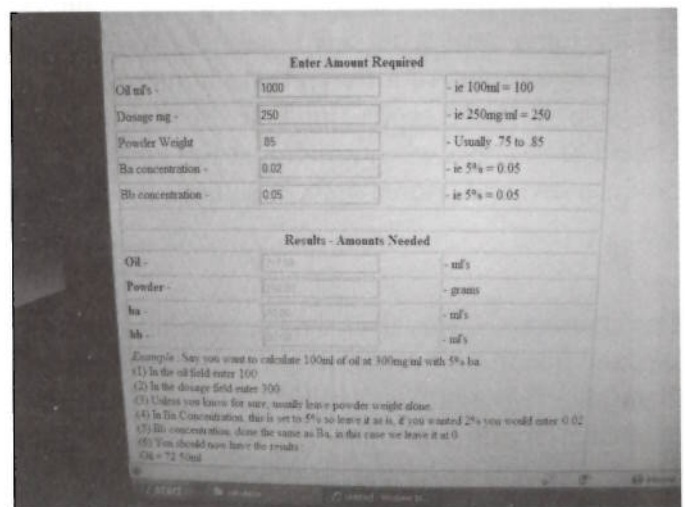 Enter Amount Required
Oil ml's - 1000 - ie 100ml = 100
Dosage mg - 250 - ie 250mg/ml = 250
Powder Weight .85 - Usually .75 to .85
Ba concentration - 0.02 - ie 5% = 0.05
Bb concentration - 0.05 - ie 5% = 0.05
Results - Amounts Needed
Oil - - ml's
Powder - - grams
ba - - ml's
bb - - ml's
Example: Say you want to calculate 100ml of oil at 300mg/ml with 5% ba.
(1) In the oil field enter 100
(2) In the dosage field enter 300
(3) Unless you know for sure, usually leave powder weight alone.
(4) In Ba Concentration, this is set to 5% so leave it as is, if you wanted 2% you would enter 0.02
(5) Bb concentration, done the same as Ba, in this case we leave it at 0
(6) You should now have the results
Oil = 72.50ml
START